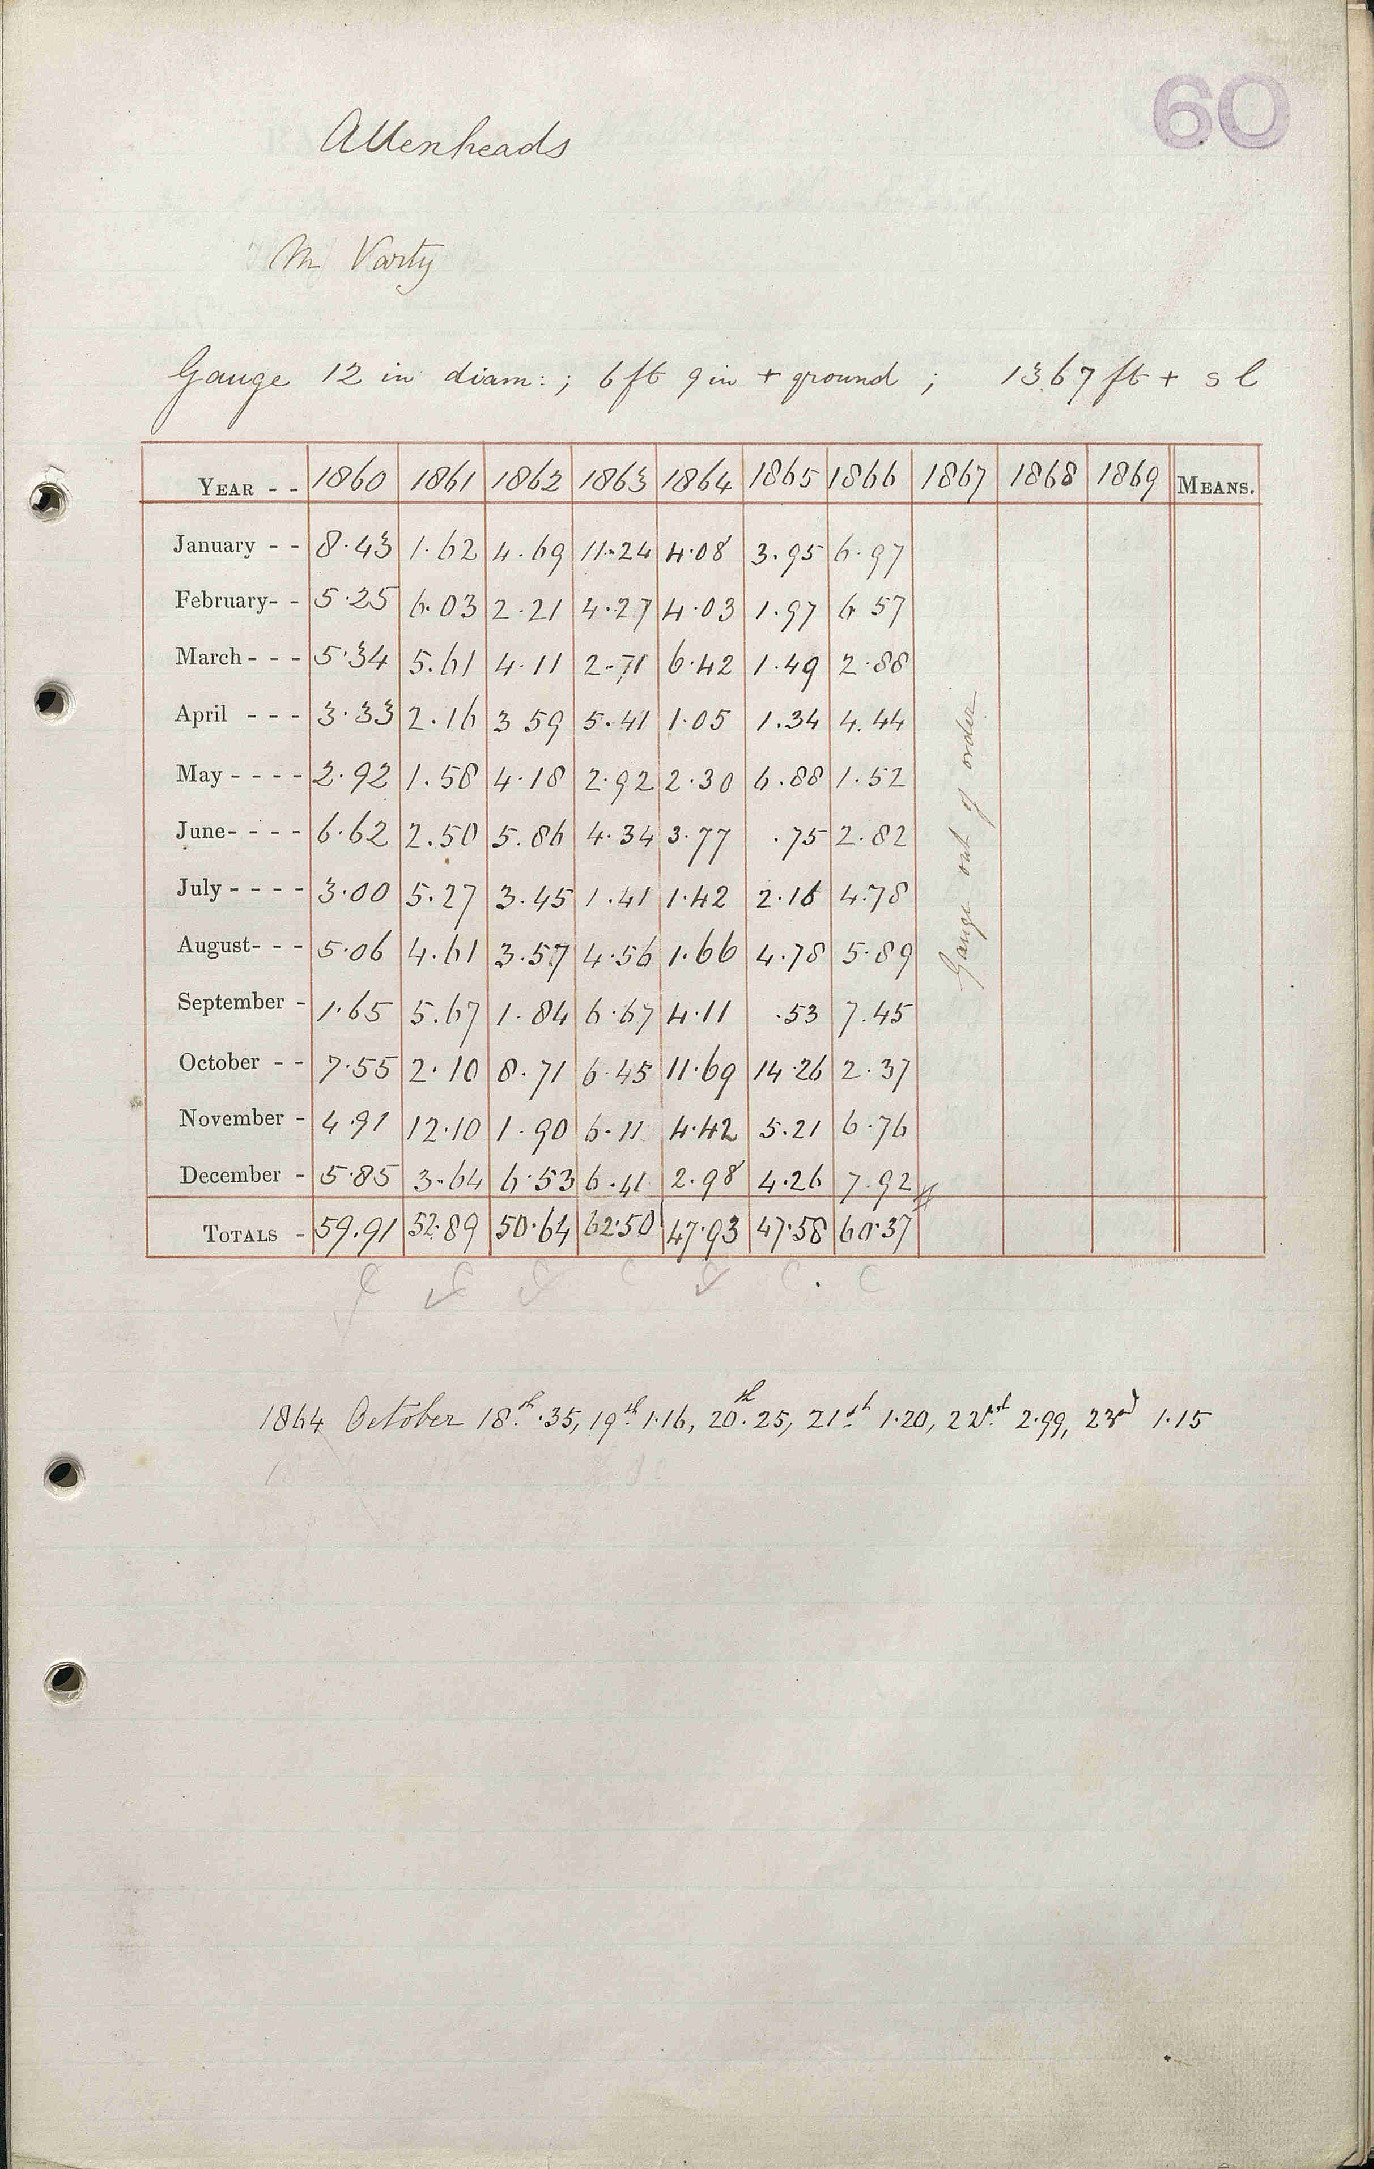 60
Allenheads
Mr Varty
Gauge 12 in diam: ; 6 ft 9 in + ground ; 1367 ft + s l
YEAR - - 1860 1861 1862 1863 1864 1865 1866 1867 1868 1869 MEANS.
January - - 8.43 1.62 4.69 11.24 4.08 3.95 6.97
February- - 5.25 6.03 2.21 4.27 4.03 1.97 6 57
March - - - 5.34 5.61 4.11 2.71 6.42 1.49 2.88
April - - - 3.33 2.16 3 59 5.41 1.05 1.34 4.44
May - - - - 2.92 1.58 4.18 2.92 2.30 6.88 1.52
June- - - - 6.62 2.50 5.86 4.34 3.77 .75 2.82
July - - - - 3.00 5.27 3.45 1.41 1.42 2.16 4.78
August- - - 5.06 4.61 3.57 4.56 1.66 4.78 5.89
September - 1.65 5.67 1.84 6.67 4.11 .53 7.45
October - - 7.55 2.10 8.71 6.45 11.69 14.26 2.37
November - 4.91 12.10 1.90 6.11 4.42 5.21 6.76
December - 5.85 3.64 6.53 6.41 2.98 4.26 7.92
TOTALS - 59.91 52.89 50.64 62.50 47.93 47.58 60.37
Gauge out of order
1864 October 18th .35, 19th 1.16, 20th .25, 21st 1.20, 22nd 2.99, 23rd 1.15